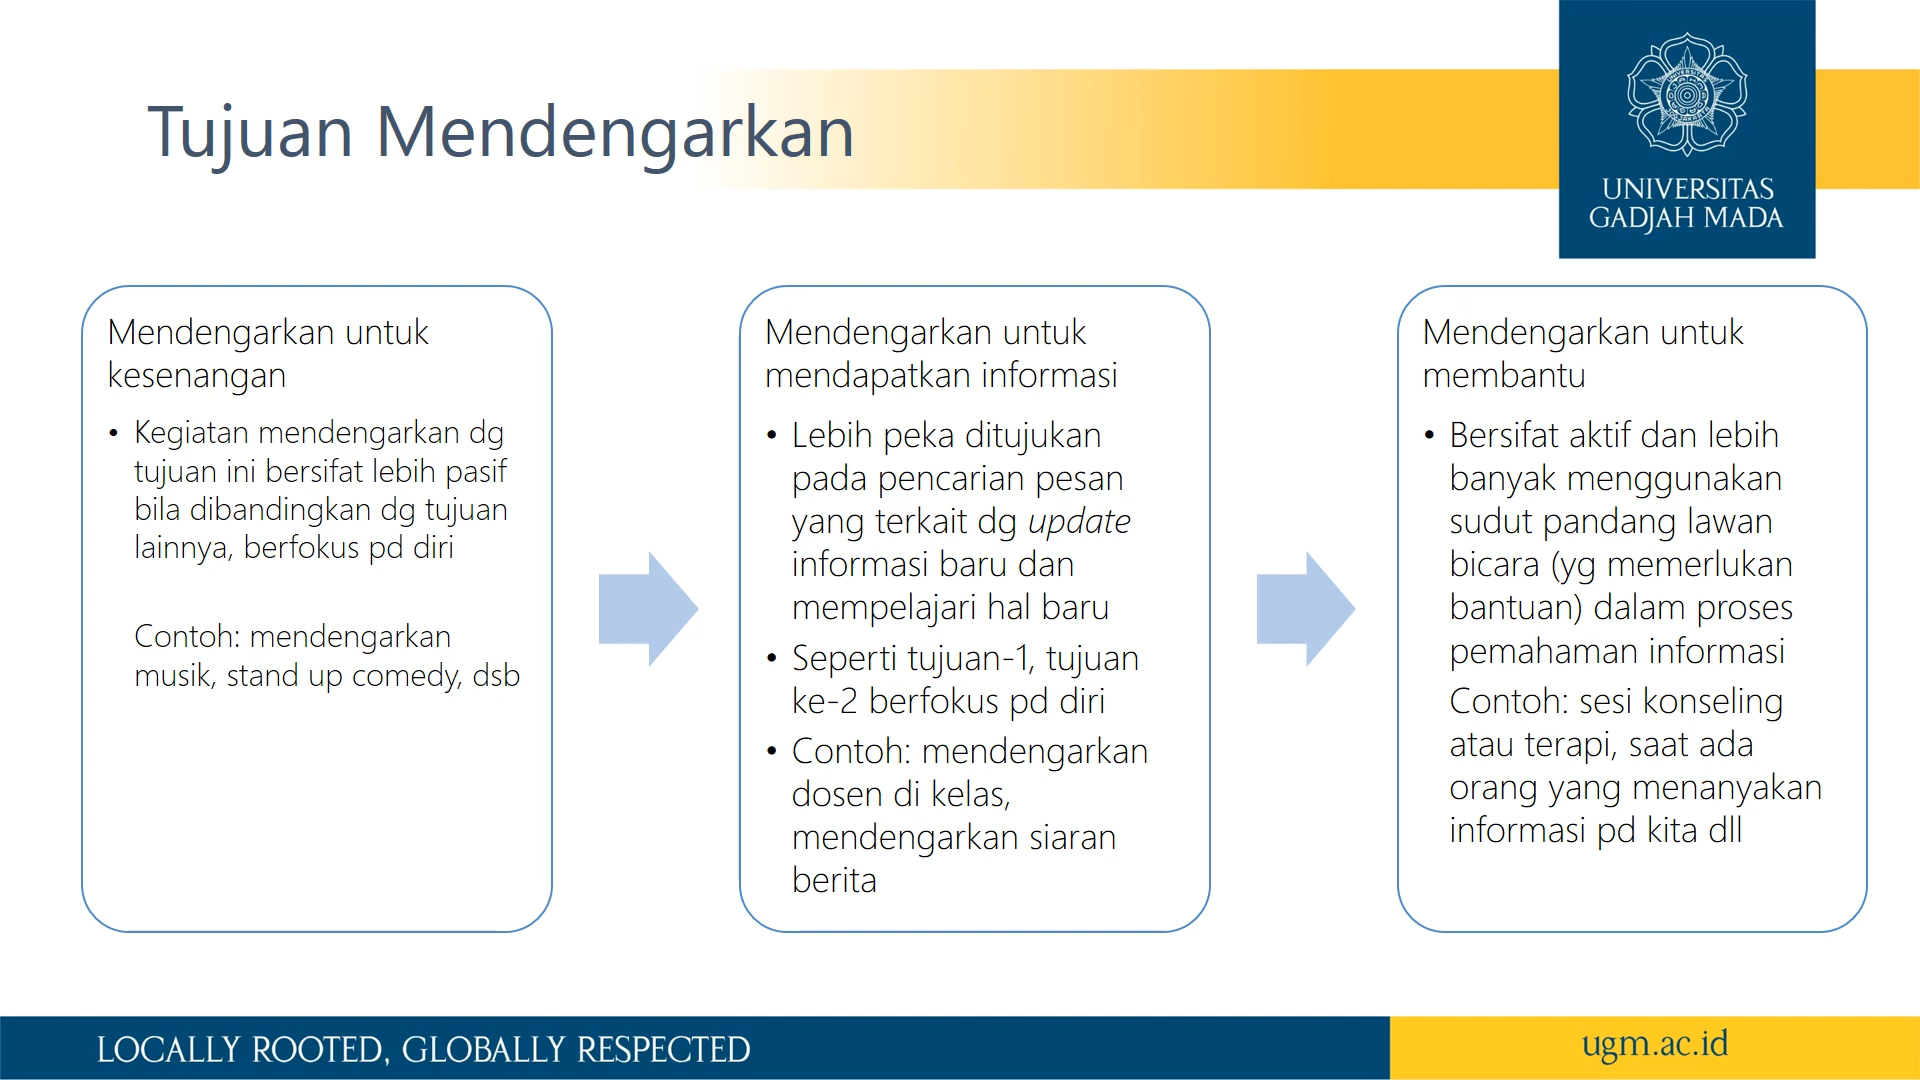 Tujuan Mendengarkan
UNIVERSITAS
GADJAH MADA
Mendengarkan untuk
kesenangan
• Kegiatan mendengarkan dg
tujuan ini bersifat lebih pasif
bila dibandingkan dg tujuan
lainnya, berfokus pd diri
Contoh: mendengarkan
musik, stand up comedy, dsb
Mendengarkan untuk
mendapatkan informasi
• Lebih peka ditujukan
pada pencarian pesan
yang terkait dg update
informasi baru dan
mempelajari hal baru
• Seperti tujuan-1, tujuan
ke-2 berfokus pd diri
• Contoh: mendengarkan
dosen di kelas,
mendengarkan siaran
berita
Mendengarkan untuk
membantu
• Bersifat aktif dan lebih
banyak menggunakan
sudut pandang lawan
bicara (yg memerlukan
bantuan) dalam proses
pemahaman informasi
Contoh: sesi konseling
atau terapi, saat ada
orang yang menanyakan
informasi pd kita dll
LOCALLY ROOTED, GLOBALLY RESPECTED
ugm.ac.id